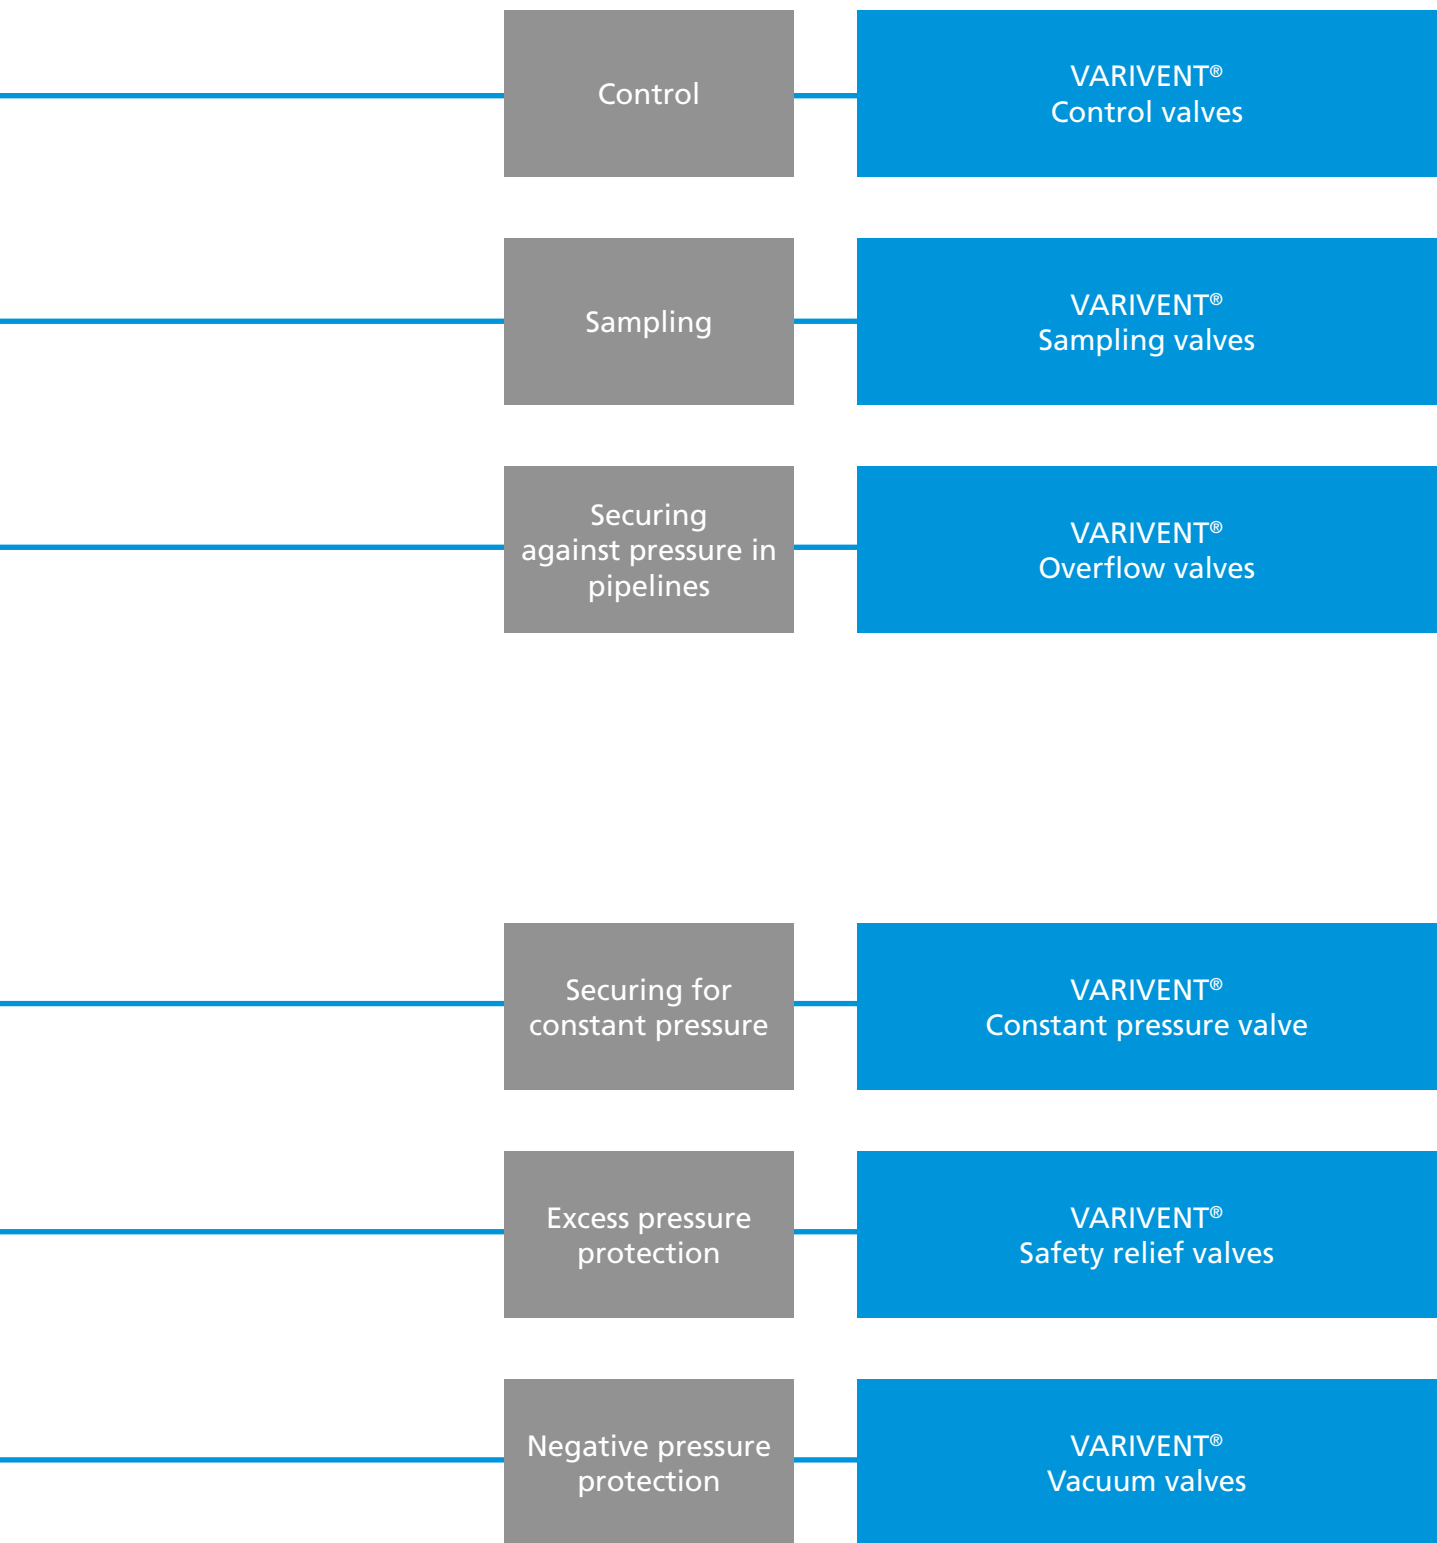 Control
VARIVENT®
Control valves
Sampling
VARIVENT®
Sampling valves
Securing
against pressure in
pipelines
VARIVENT®
Overflow valves
Securing for
constant pressure
VARIVENT®
Constant pressure valve
Excess pressure
protection
VARIVENT®
Safety relief valves
Negative pressure
protection
VARIVENT®
Vacuum valves